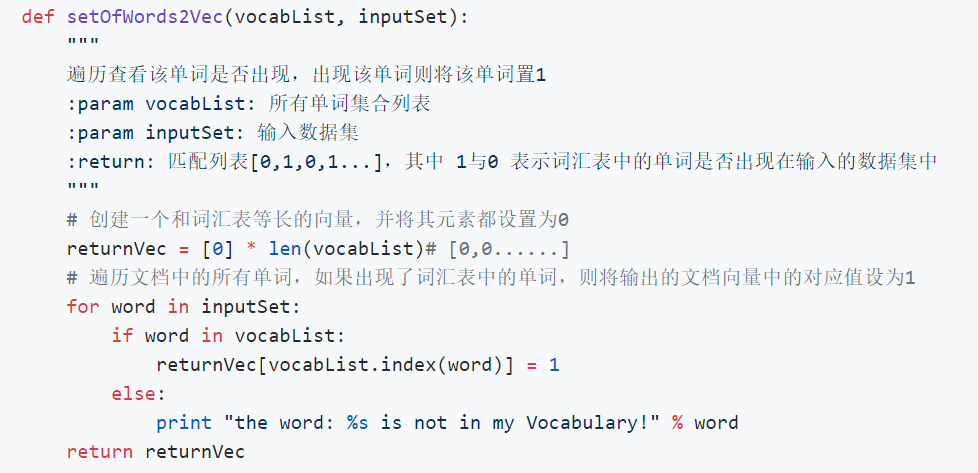 def setOfWords2Vec(vocabList, inputSet):
    """
    遍历查看该单词是否出现，出现该单词则将该单词置1
    :param vocabList: 所有单词集合列表
    :param inputSet: 输入数据集
    :return: 匹配列表[0,1,0,1...]，其中 1与0 表示词汇表中的单词是否出现在输入的数据集中
    """
    # 创建一个和词汇表等长的向量，并将其元素都设置为0
    returnVec = [0] * len(vocabList)# [0,0......]
    # 遍历文档中的所有单词，如果出现了词汇表中的单词，则将输出的文档向量中的对应值设为1
    for word in inputSet:
        if word in vocabList:
            returnVec[vocabList.index(word)] = 1
        else:
            print "the word: %s is not in my Vocabulary!" % word
    return returnVec